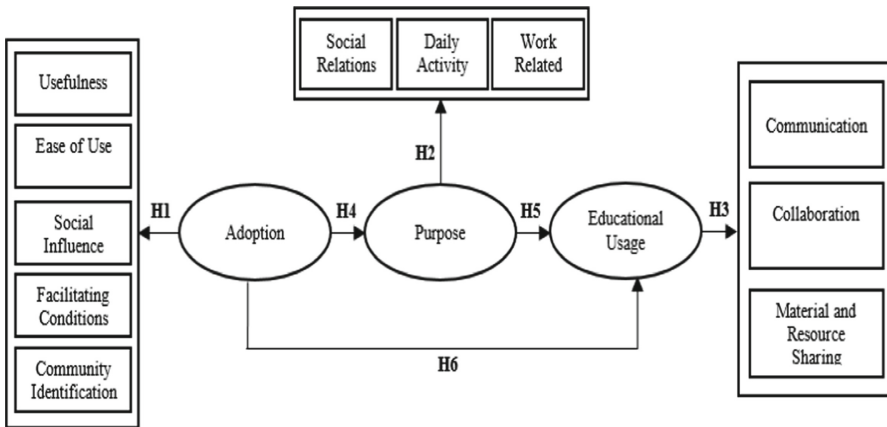 Social
Relations
Daily
Activity
Work
Related
Usefulness
Ease of Use
Social
Influence
Facilitating
Conditions
Community
Identification
H1
Adoption
H4
H2
Purpose
H5
Educational
Usage
H3
H6
Communication
Collaboration
Material and
Resource
Sharing